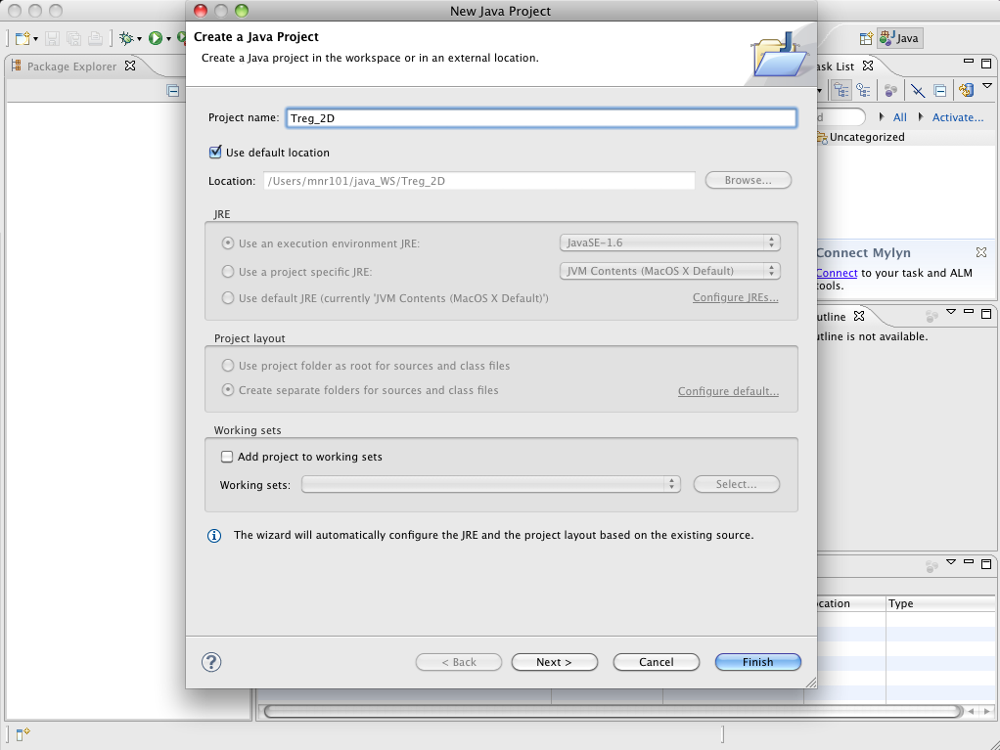 New Java Project
Create a Java Project
Create a Java project in the workspace or in an external location.
Java
Package Explorer
ask List
Project name: Treg_2D
All Activate...
Uncategorized
Use default location
Location: /Users/mnr101/java_WS/Treg_2D Browse...
JRE
Use an execution environment JRE: JavaSE-1.6
Use a project specific JRE: JVM Contents (MacOS X Default)
Use default JRE (currently 'JVM Contents (MacOS X Default)') Configure JREs...
Connect Mylyn
Connect to your task and ALM
tools.
utline
utline is not available.
Project layout
Use project folder as root for sources and class files
Create separate folders for sources and class files Configure default...
Working sets
Add project to working sets
Working sets: Select...
The wizard will automatically configure the JRE and the project layout based on the existing source.
cation Type
? < Back Next > Cancel Finish